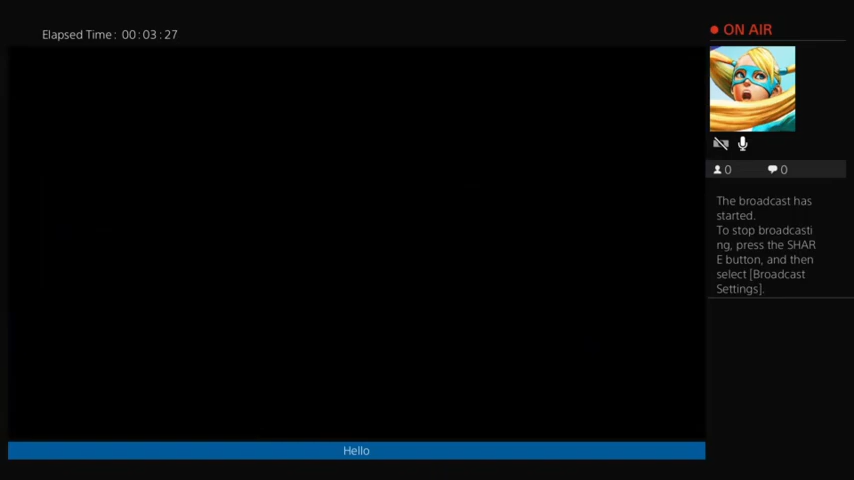 Elapsed Time: 00:03:27
ON AIR
0 0
The broadcast has
started.
To stop broadcasti
ng, press the SHAR
E button, and then
select [Broadcast
Settings].
Hello